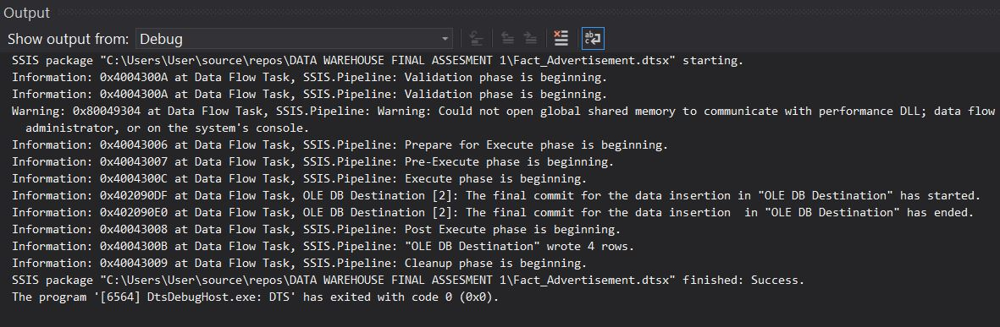 Output
Show output from: Debug
SSIS package "C:\Users\User\source\repos\DATA WAREHOUSE FINAL ASSESMENT 1\Fact_Advertisement.dtsx" starting.
Information: 0x4004300A at Data Flow Task, SSIS.Pipeline: Validation phase is beginning.
Information: 0x4004300A at Data Flow Task, SSIS.Pipeline: Validation phase is beginning.
Warning: 0x80049304 at Data Flow Task, SSIS.Pipeline: Warning: Could not open global shared memory to communicate with performance DLL; data flow
administrator, or on the system's console.
Information: 0x40043006 at Data Flow Task, SSIS.Pipeline: Prepare for Execute phase is beginning.
Information: 0x40043007 at Data Flow Task, SSIS.Pipeline: Pre-Execute phase is beginning.
Information: 0x4004300C at Data Flow Task, SSIS.Pipeline: Execute phase is beginning.
Information: 0x402090DF at Data Flow Task, OLE DB Destination [2]: The final commit for the data insertion in "OLE DB Destination" has started.
Information: 0x402090E0 at Data Flow Task, OLE DB Destination [2]: The final commit for the data insertion  in "OLE DB Destination" has ended.
Information: 0x40043008 at Data Flow Task, SSIS.Pipeline: Post Execute phase is beginning.
Information: 0x4004300B at Data Flow Task, SSIS.Pipeline: "OLE DB Destination" wrote 4 rows.
Information: 0x40043009 at Data Flow Task, SSIS.Pipeline: Cleanup phase is beginning.
SSIS package "C:\Users\User\source\repos\DATA WAREHOUSE FINAL ASSESMENT 1\Fact_Advertisement.dtsx" finished: Success.
The program '[6564] DtsDebugHost.exe: DTS' has exited with code 0 (0x0).